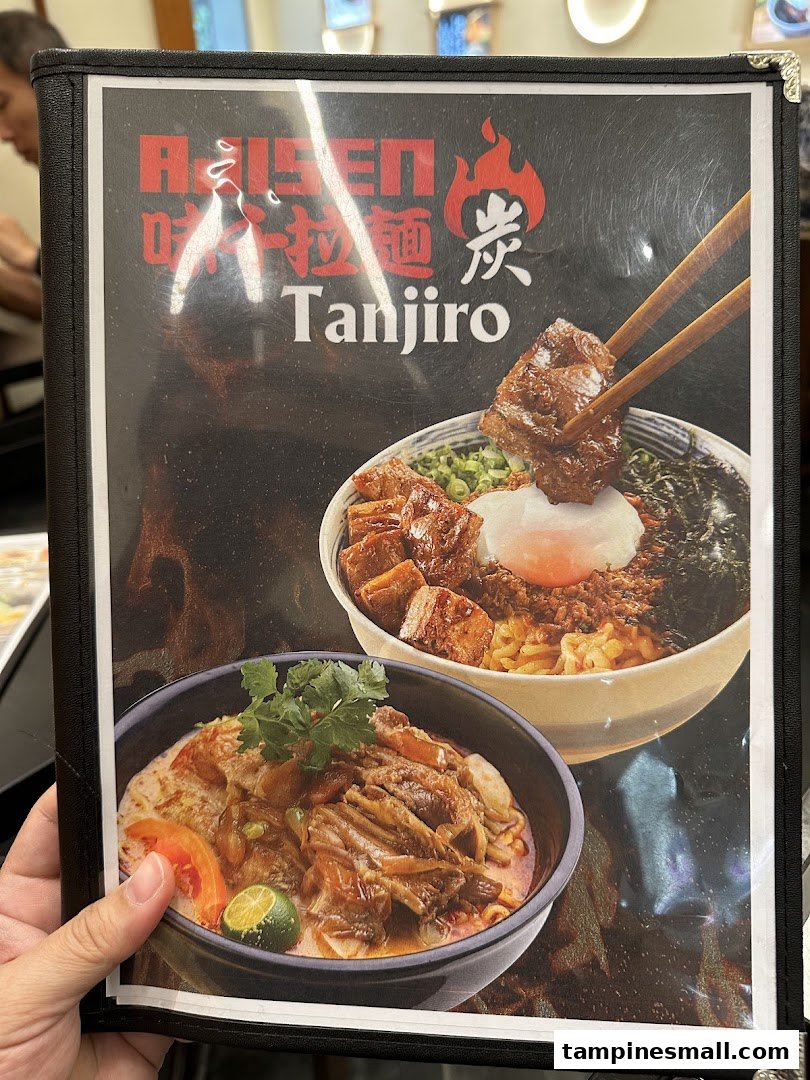 AJISEN
味千拉麵
炭
Tanjiro
tampinesmall.com